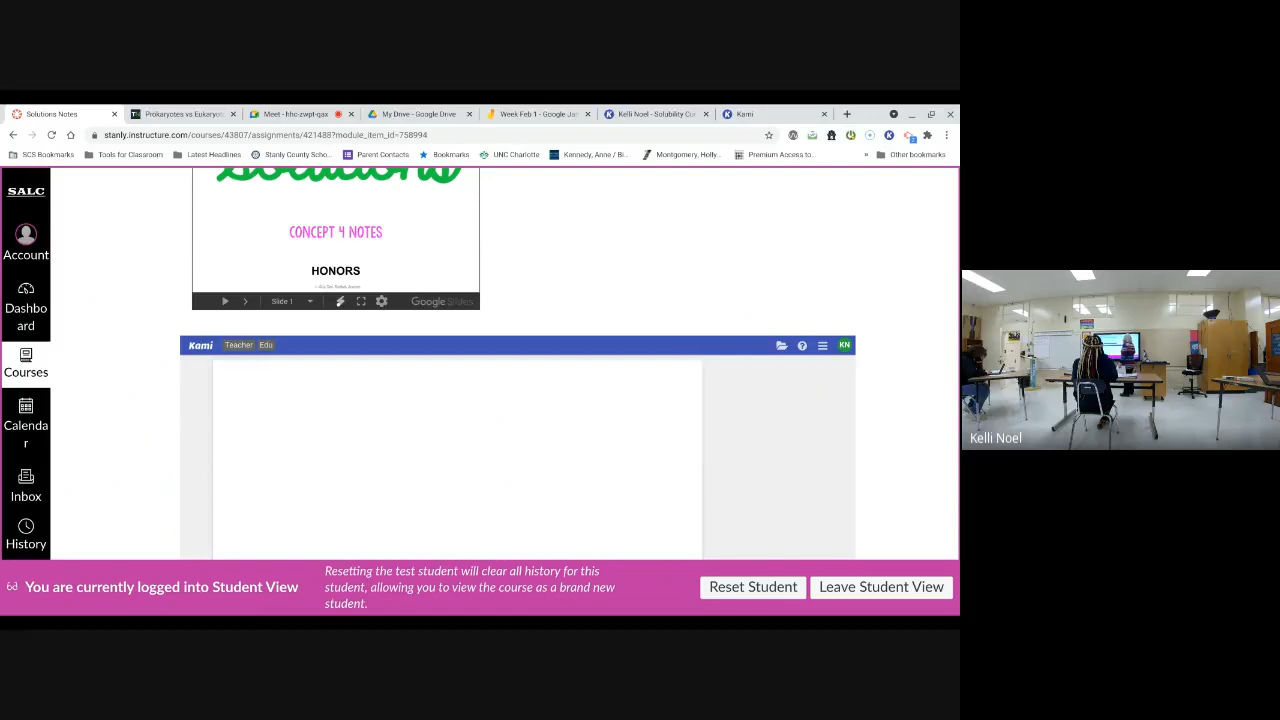 Solutions Notes
Prokaryotes vs Eukaryot
Meet - hhc-zwpt-qax
My Drive - Google Drive
Week Feb 1 - Google Jam
Kelli Noel - Solubility Cur
Kami
stanly.instructure.com/courses/43807/assignments/421488?module_item_id=758994
SCS Bookmarks
Tools for Classroom
Latest Headlines
Stanly County Scho...
Parent Contacts
Bookmarks
UNC Charlotte
Kennedy, Anne / Bi...
Montgomery, Holly...
Premium Access to...
»
Other bookmarks
SALC
Account
Dashbo
ard
Courses
Calenda
r
Inbox
History
Solutions
CONCEPT 4 NOTES
HONORS
Slide 1
Google Slides
Kami
Teacher
Edu
KN
You are currently logged into Student View
Resetting the test student will clear all history for this
student, allowing you to view the course as a brand new
student.
Reset Student
Leave Student View
Kelli Noel